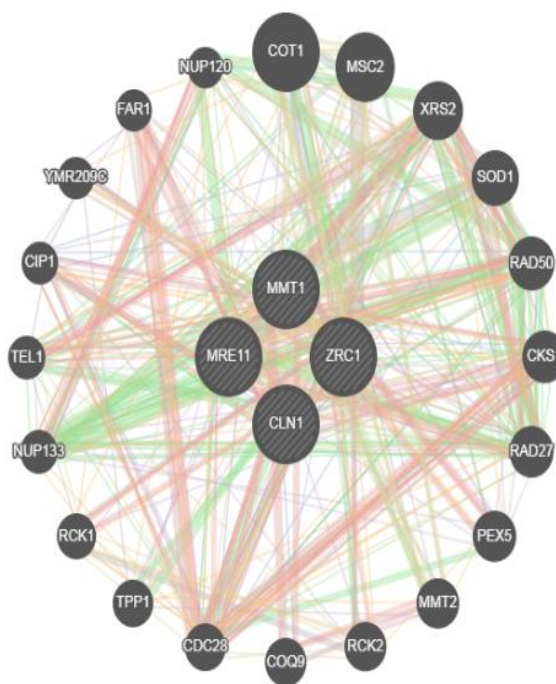 COT1
NUP120
MSC2
FAR1
XRS2
YMR209C
SOD1
CIP1
RAD50
MMT1
TEL1
MRE11
ZRC1
CKS
CLN1
NUP133
RAD27
RCK1
PEX5
TPP1
MMT2
CDC28
RCK2
COQ9